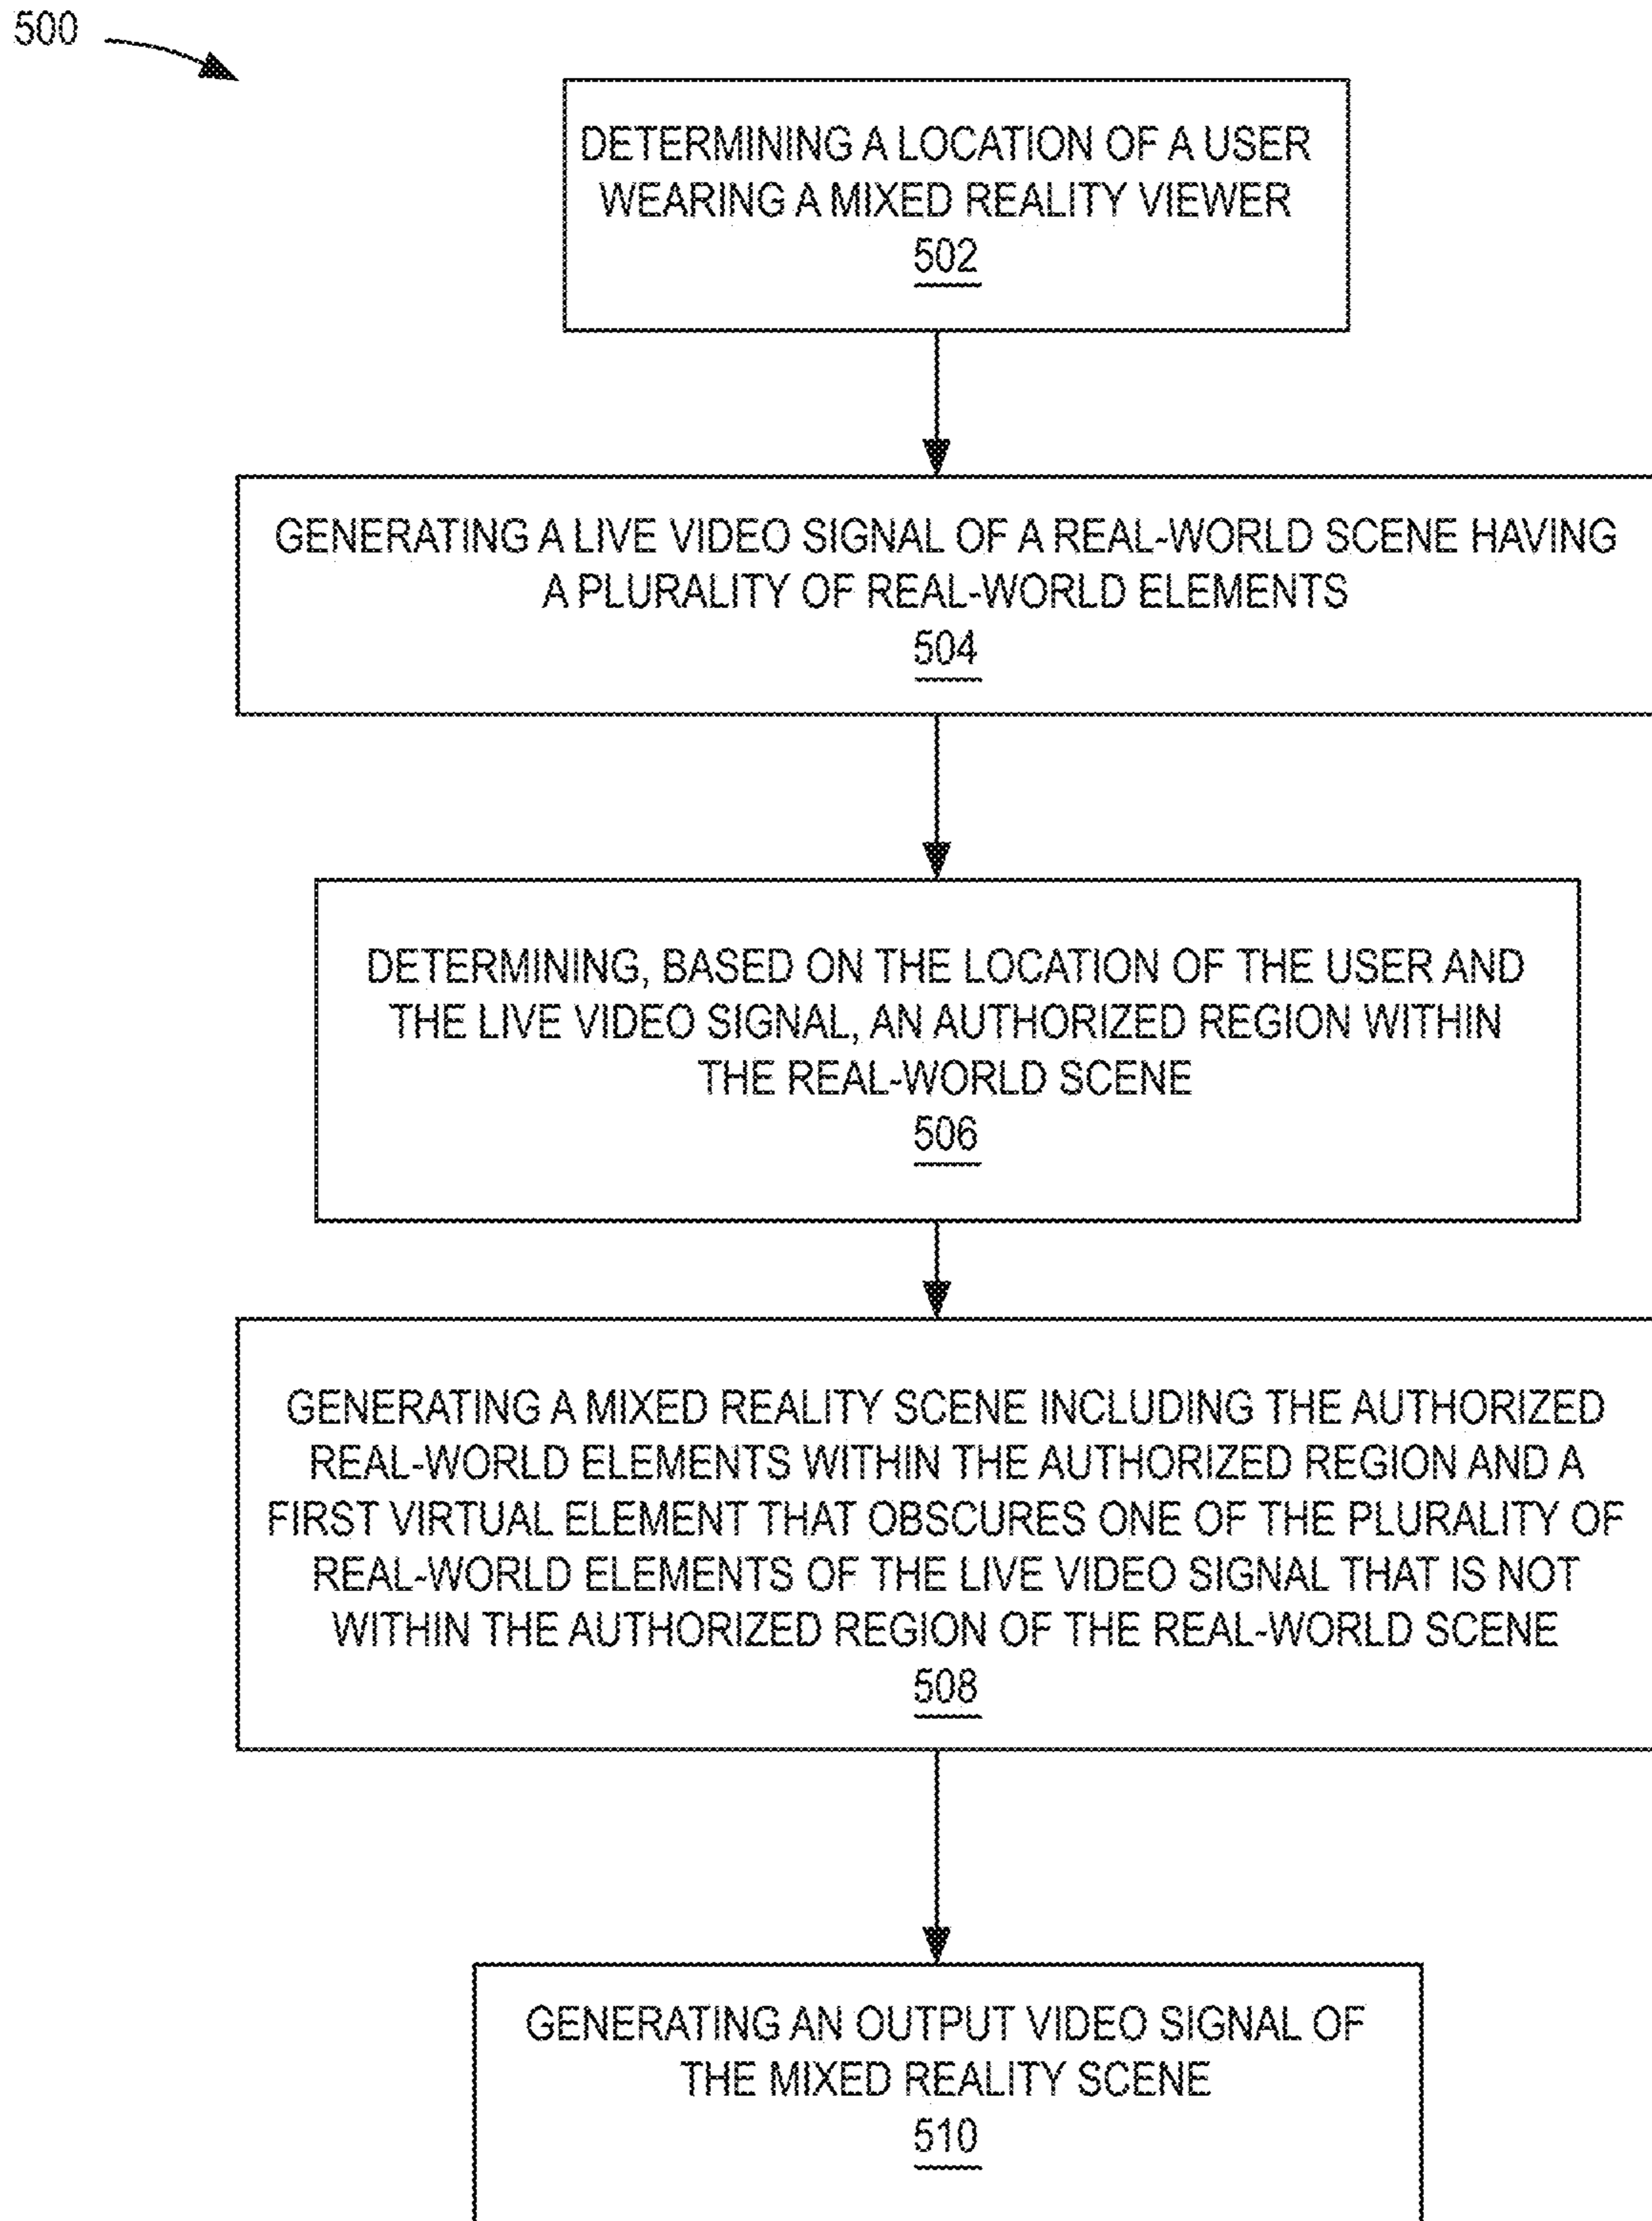 500
DETERMINING A LOCATION OF A USER
WEARING A MIXED REALITY VIEWER
502
GENERATING A LIVE VIDEO SIGNAL OF A REAL-WORLD SCENE HAVING
A PLURALITY OF REAL-WORLD ELEMENTS
504
DETERMINING, BASED ON THE LOCATION OF THE USER AND
THE LIVE VIDEO SIGNAL, AN AUTHORIZED REGION WITHIN
THE REAL-WORLD SCENE
506
GENERATING A MIXED REALITY SCENE INCLUDING THE AUTHORIZED
REAL-WORLD ELEMENTS WITHIN THE AUTHORIZED REGION AND A
FIRST VIRTUAL ELEMENT THAT OBSCURES ONE OF THE PLURALITY OF
REAL-WORLD ELEMENTS OF THE LIVE VIDEO SIGNAL THAT IS NOT
WITHIN THE AUTHORIZED REGION OF THE REAL-WORLD SCENE
508
GENERATING AN OUTPUT VIDEO SIGNAL OF
THE MIXED REALITY SCENE
510